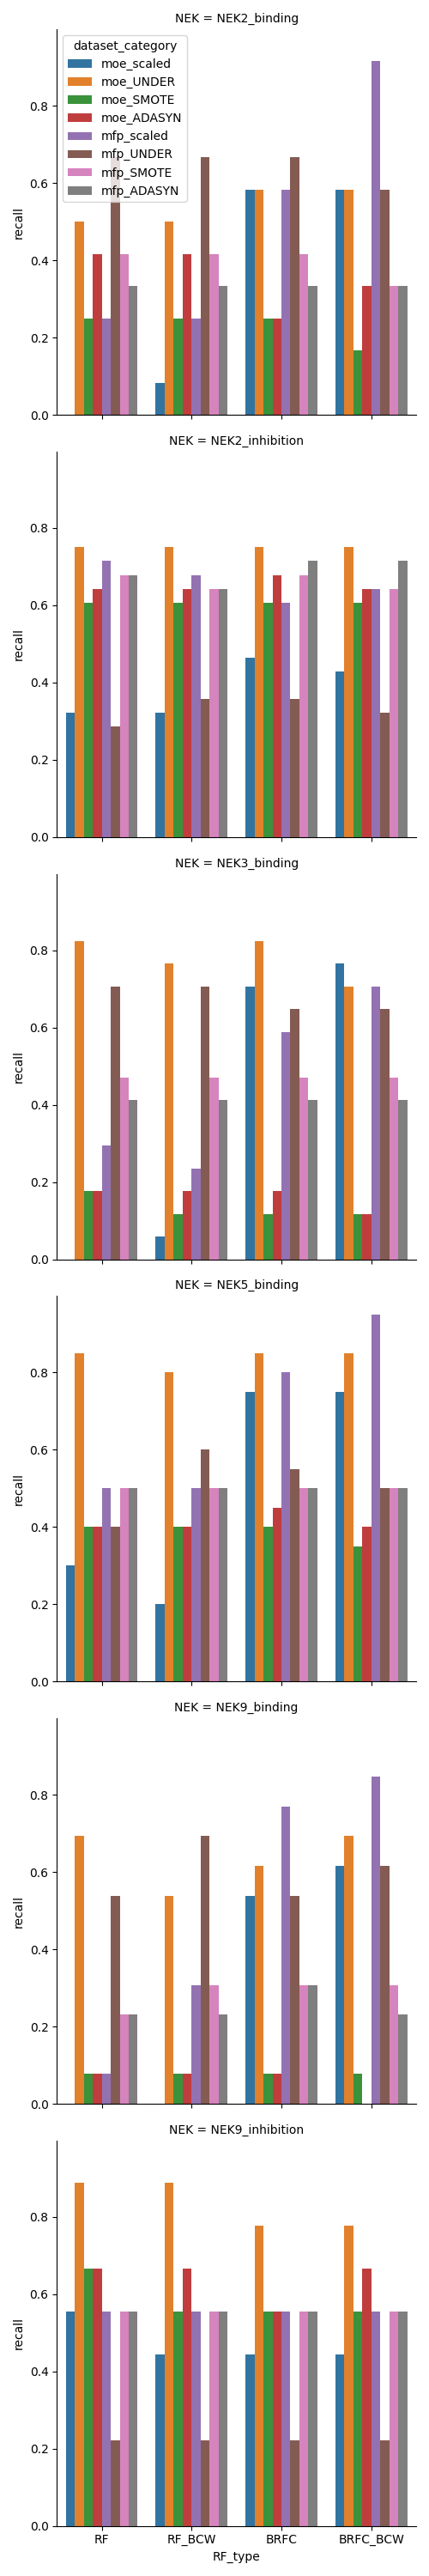 NEK = NEK2_binding
dataset_category
moe_scaled
moe_UNDER
moe_SMOTE
moe_ADASYN
mfp_scaled
mfp_UNDER
mfp_SMOTE
mfp_ADASYN
0.8
0.6
0.4
0.2
0.0
recall
NEK = NEK2_inhibition
0.8
0.6
0.4
0.2
0.0
recall
NEK = NEK3_binding
0.8
0.6
0.4
0.2
0.0
recall
NEK = NEK5_binding
0.8
0.6
0.4
0.2
0.0
recall
NEK = NEK9_binding
0.8
0.6
0.4
0.2
0.0
recall
NEK = NEK9_inhibition
0.8
0.6
0.4
0.2
0.0
recall
RF RF_BCW BRFC BRFC_BCW
RF_type